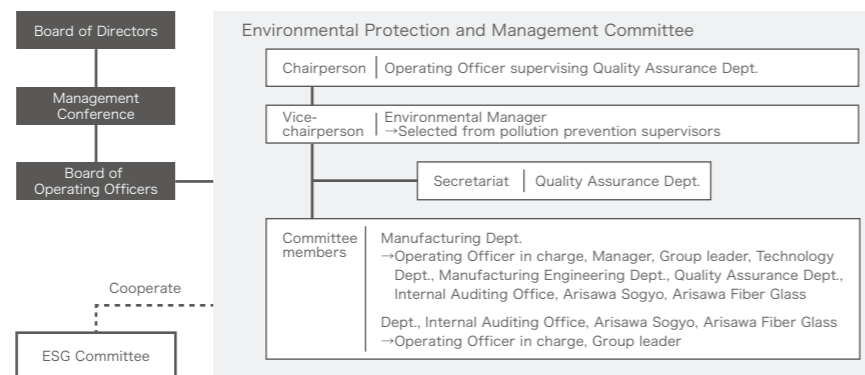 Board of Directors
Management
Conference
Board of
Operating Officers
Cooperate
ESG Committee
Environmental Protection and Management Committee
Chairperson Operating Officer supervising Quality Assurance Dept.
Vice-
chairperson
Environmental Manager
→Selected from pollution prevention supervisors
Secretariat Quality Assurance Dept.
Committee
members
Manufacturing Dept.
→Operating Officer in charge, Manager, Group leader, Technology
Dept., Manufacturing Engineering Dept., Quality Assurance Dept.,
Internal Auditing Office, Arisawa Sogyo, Arisawa Fiber Glass
Dept., Internal Auditing Office, Arisawa Sogyo, Arisawa Fiber Glass
→Operating Officer in charge, Group leader